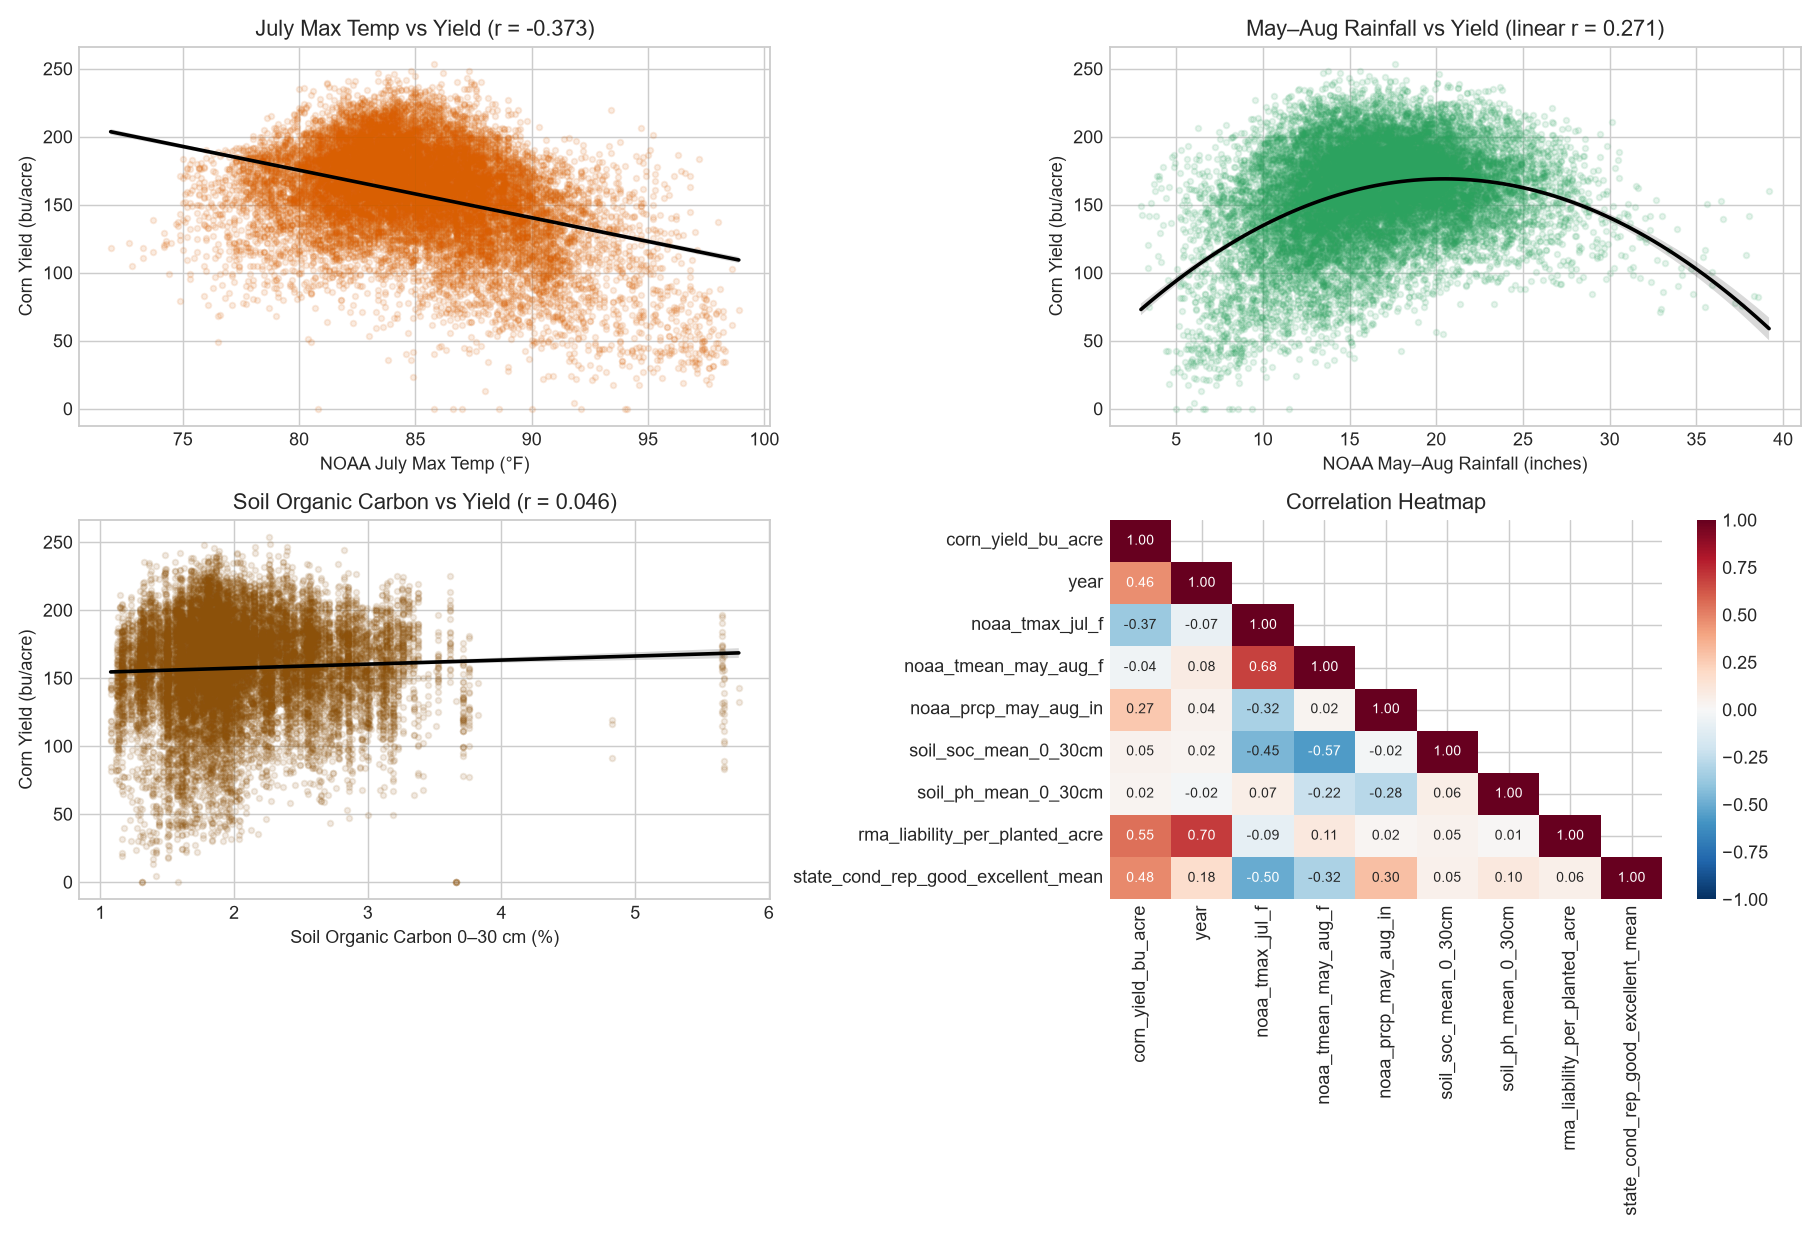 July Max Temp vs Yield (r = -0.373)
Corn Yield (bu/acre)
250
200
150
100
50
0
75 80 85 90 95 100
NOAA July Max Temp (°F)
May–Aug Rainfall vs Yield (linear r = 0.271)
Corn Yield (bu/acre)
250
200
150
100
50
0
5 10 15 20 25 30 35 40
NOAA May–Aug Rainfall (inches)
Soil Organic Carbon vs Yield (r = 0.046)
Corn Yield (bu/acre)
250
200
150
100
50
0
1 2 3 4 5 6
Soil Organic Carbon 0–30 cm (%)
Correlation Heatmap
corn_yield_bu_acre 1.00
year 0.46 1.00
noaa_tmax_jul_f -0.37 -0.07 1.00
noaa_tmean_may_aug_f -0.04 0.08 0.68 1.00
noaa_prcp_may_aug_in 0.27 0.04 -0.32 0.02 1.00
soil_soc_mean_0_30cm 0.05 0.02 -0.45 -0.57 -0.02 1.00
soil_ph_mean_0_30cm 0.02 -0.02 0.07 -0.22 -0.28 0.06 1.00
rma_liability_per_planted_acre 0.55 0.70 -0.09 0.11 0.02 0.05 0.01 1.00
state_cond_rep_good_excellent_mean 0.48 0.18 -0.50 -0.32 0.30 0.05 0.10 0.06 1.00
corn_yield_bu_acre
year
noaa_tmax_jul_f
noaa_tmean_may_aug_f
noaa_prcp_may_aug_in
soil_soc_mean_0_30cm
soil_ph_mean_0_30cm
rma_liability_per_planted_acre
state_cond_rep_good_excellent_mean
1.00
0.75
0.50
0.25
0.00
−0.25
−0.50
−0.75
−1.00